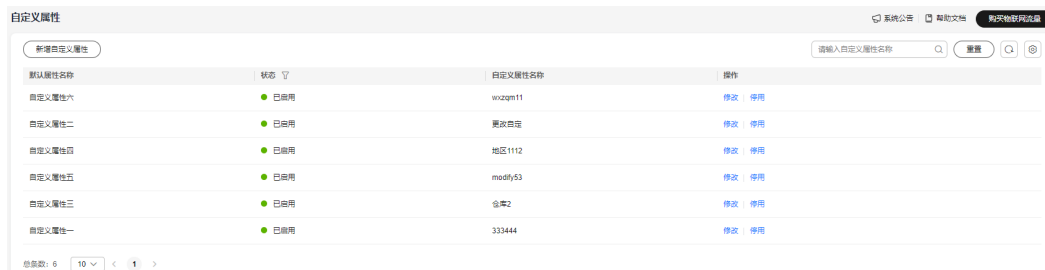 自定义属性 系统公告 帮助文档 购买物联网流量
新增自定义属性 请输入自定义属性名称 重置
默认属性名称 状态 自定义属性名称 操作
自定义属性六 已启用 wxzqm11 修改 停用
自定义属性二 已启用 更改自定 修改 停用
自定义属性四 已启用 地区1112 修改 停用
自定义属性五 已启用 modify53 修改 停用
自定义属性三 已启用 仓库2 修改 停用
自定义属性一 已启用 333444 修改 停用
总条数: 6 10 < 1 >